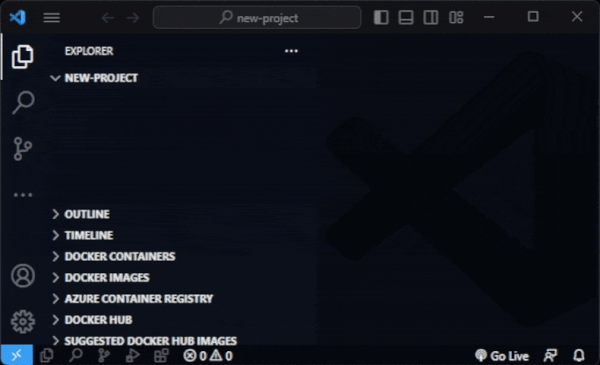 new-project
EXPLORER
NEW-PROJECT
OUTLINE
TIMELINE
DOCKER CONTAINERS
DOCKER IMAGES
AZURE CONTAINER REGISTRY
DOCKER HUB
SUGGESTED DOCKER HUB IMAGES
0 0 Go Live